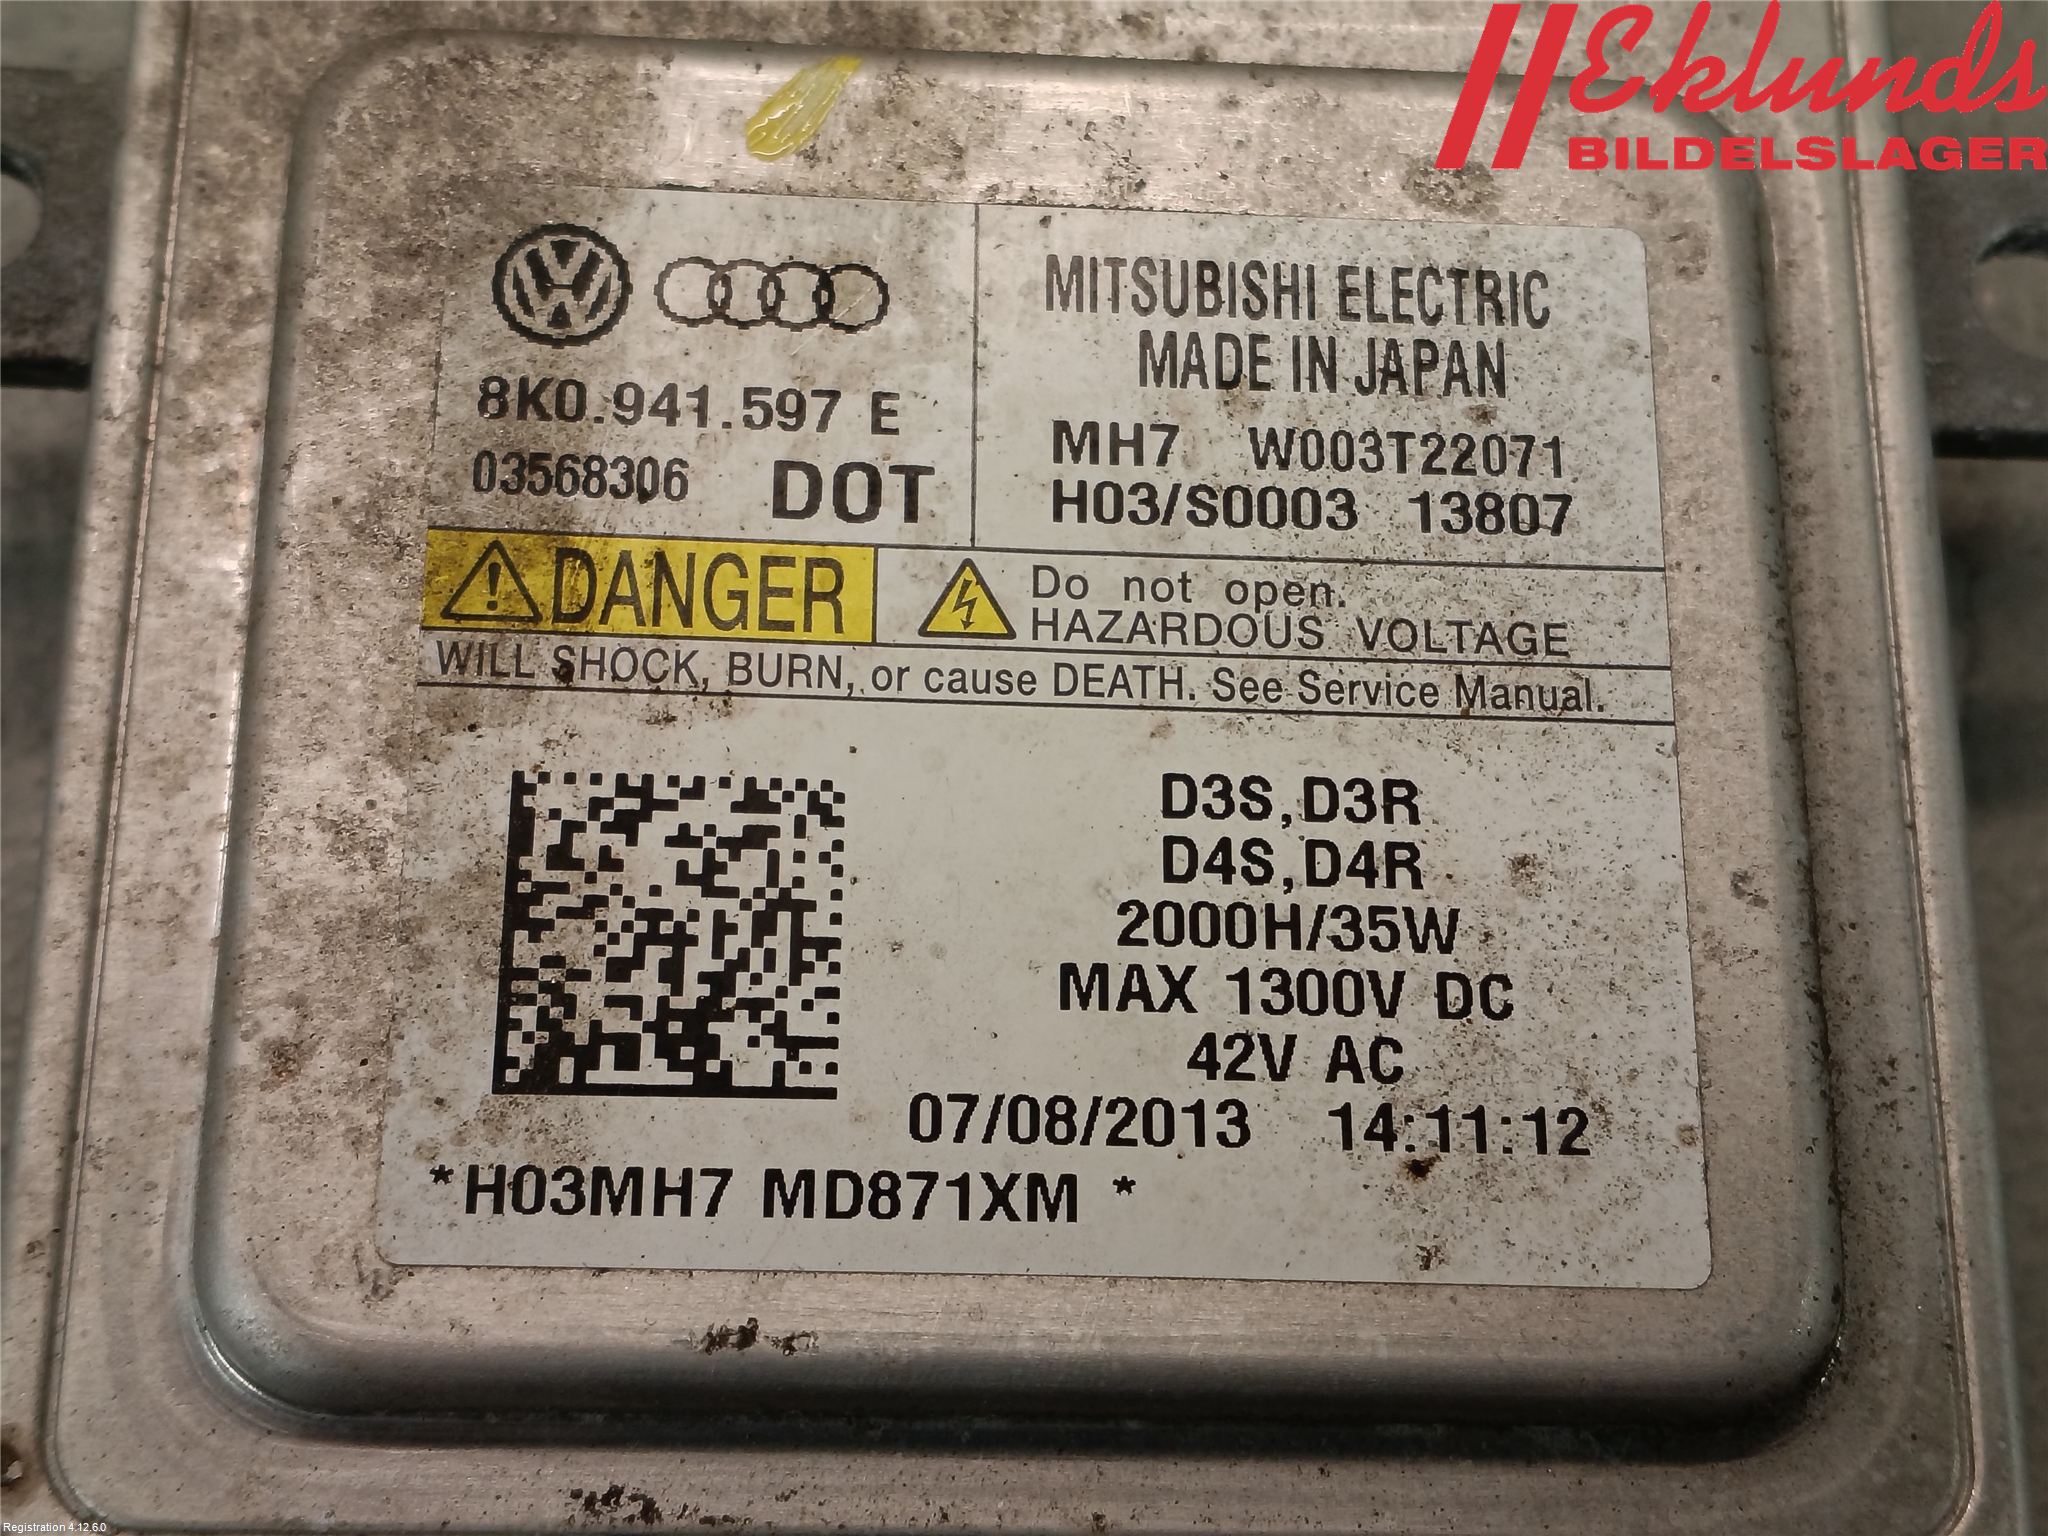 Eklunds
BILDELSLAGER
8K0.941.597 E
03568306 DOT
MITSUBISHI ELECTRIC
MADE IN JAPAN
MH7 W003T22071
H03/S0003 13807
DANGER
Do not open.
HAZARDOUS VOLTAGE
WILL SHOCK, BURN, or cause DEATH. See Service Manual.
D3S,D3R
D4S,D4R
2000H/35W
MAX 1300V DC
42V AC
07/08/2013 14:11:12
*H03MH7 MD871XM *
Registration 4.12.6.0